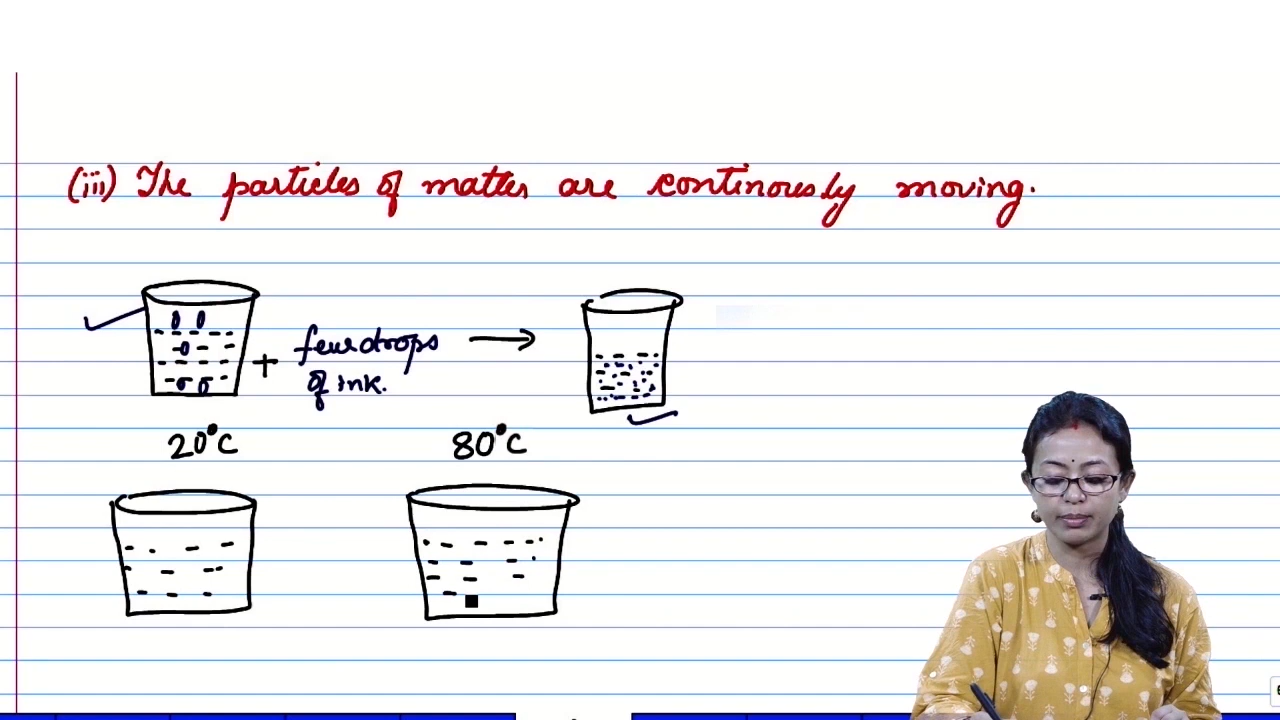 (iii) The particles of matter are continously moving.
+ few drops
of ink.
20°C 80°C